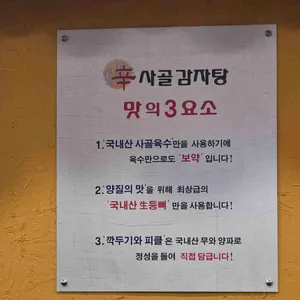 辛 사골감자탕
맛의 3요소
1. '국내산 사골육수'만을 사용하기에
육수만으로도 '보약'입니다!
2. '양질의 맛'을 위해 최상급의
'국내산 生등뼈'만을 사용합니다!
3. '깍두기와 피클'은 국내산 무와 양파로
정성을 들여 직접 담급니다!